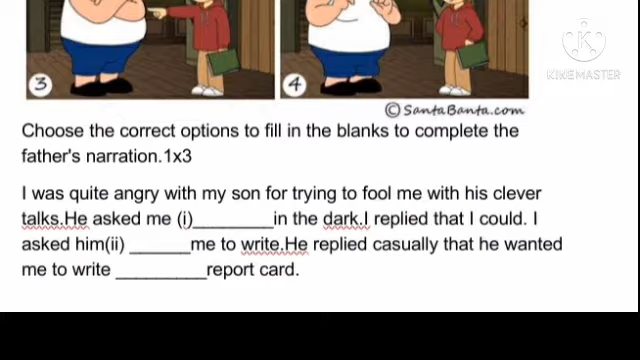 KINEMASTER
3
4
© SantaBanta.com
Choose the correct options to fill in the blanks to complete the
father's narration.1x3
I was quite angry with my son for trying to fool me with his clever
talks.He asked me (i)_________in the dark.I replied that I could. I
asked him(ii) ______me to write.He replied casually that he wanted
me to write _________report card.